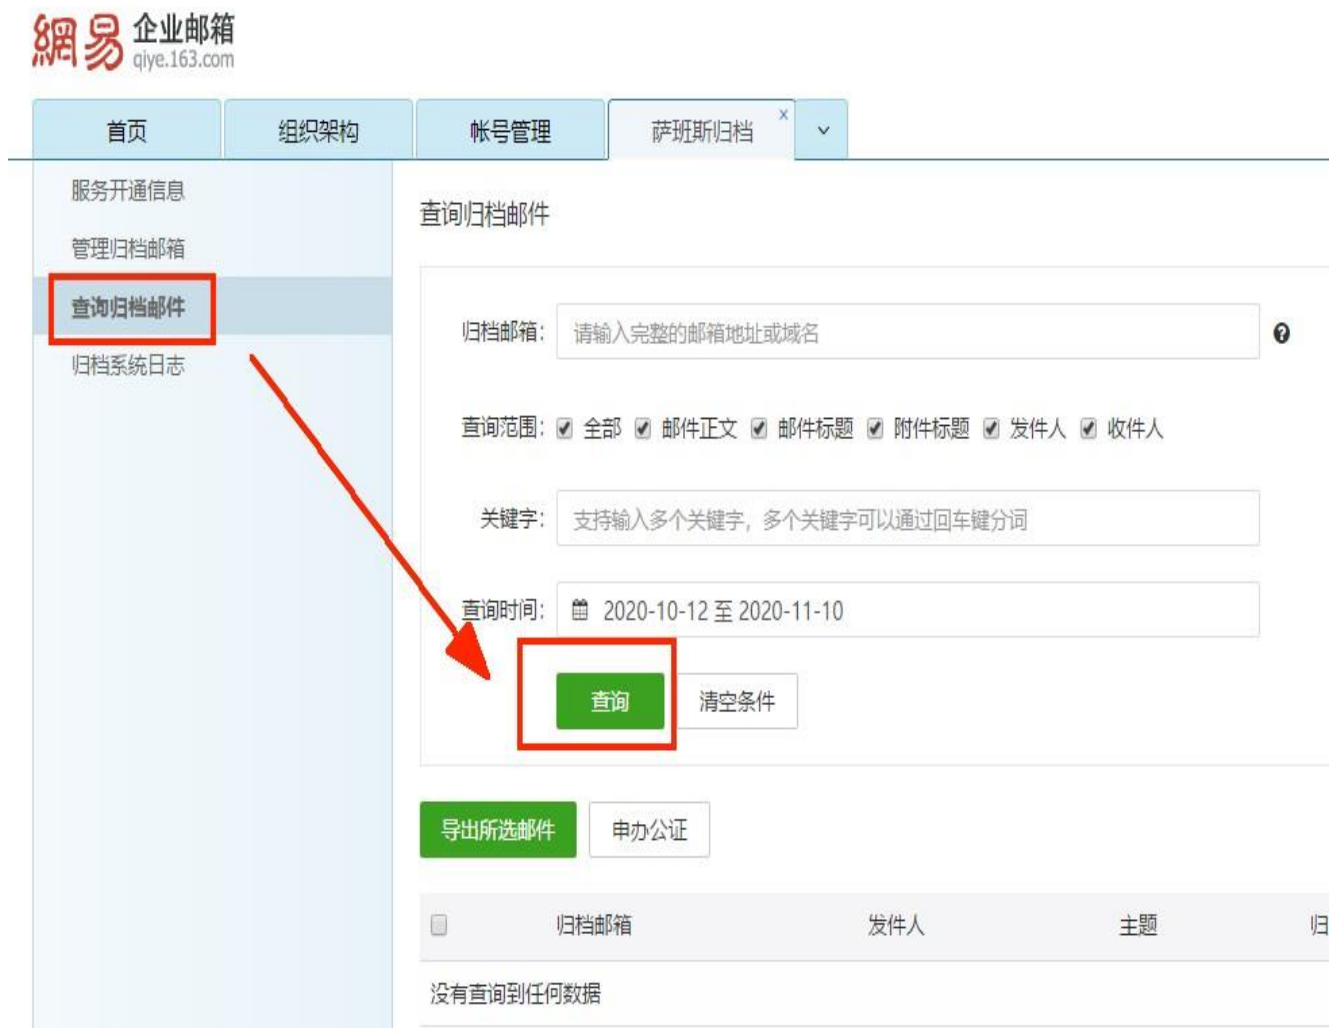 網易 企业邮箱
qiye.163.com
首页 组织架构 帐号管理 萨班斯归档 x
服务开通信息
管理归档邮箱
查询归档邮件
归档系统日志
查询归档邮件
归档邮箱： 请输入完整的邮箱地址或域名 ?
查询范围： 全部 邮件正文 邮件标题 附件标题 发件人 收件人
关键字： 支持输入多个关键字，多个关键字可以通过回车键分词
查询时间： 2020-10-12 至 2020-11-10
查询 清空条件
导出所选邮件 申办公证
归档邮箱 发件人 主题 归
没有查询到任何数据